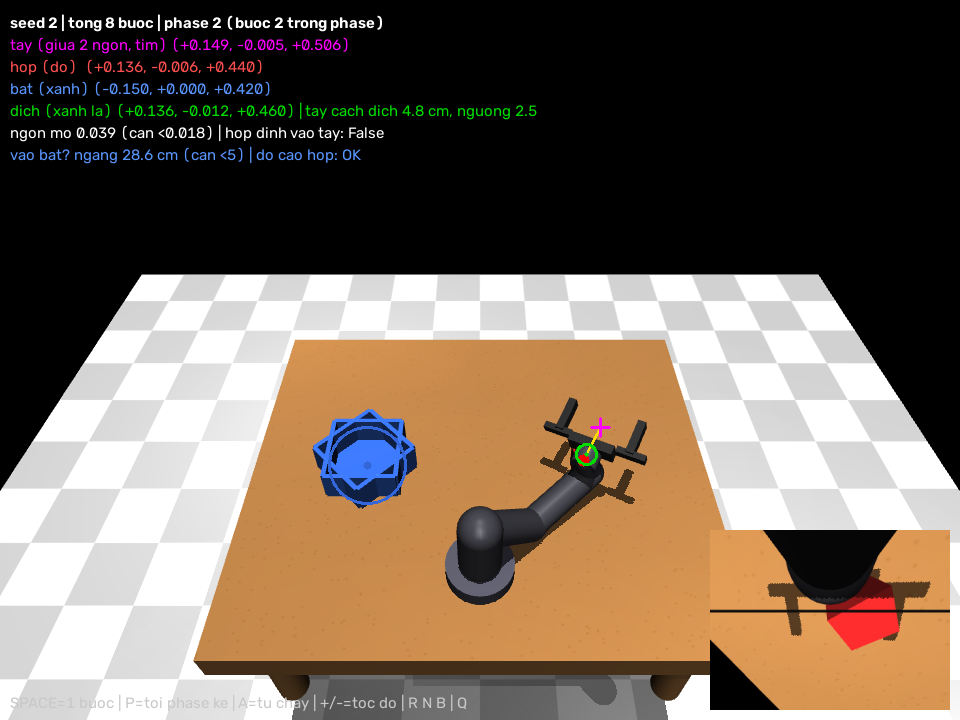 seed 2 | tong 8 buoc | phase 2 (buoc 2 trong phase)
tay (giua 2 ngon, tim) (+0.149, -0.005, +0.506)
hop (do) (+0.136, -0.006, +0.440)
bat (xanh) (-0.150, +0.000, +0.420)
dich (xanh la) (+0.136, -0.012, +0.460) | tay cach dich 4.8 cm, nguong 2.5
ngon mo 0.039 (can <0.018) | hop dinh vao tay: False
vao bat? ngang 28.6 cm (can <5) | do cao hop: OK
SPACE=1 buoc | P=toi phase ke | A=tu chay | +/-=toc do | R N B | Q